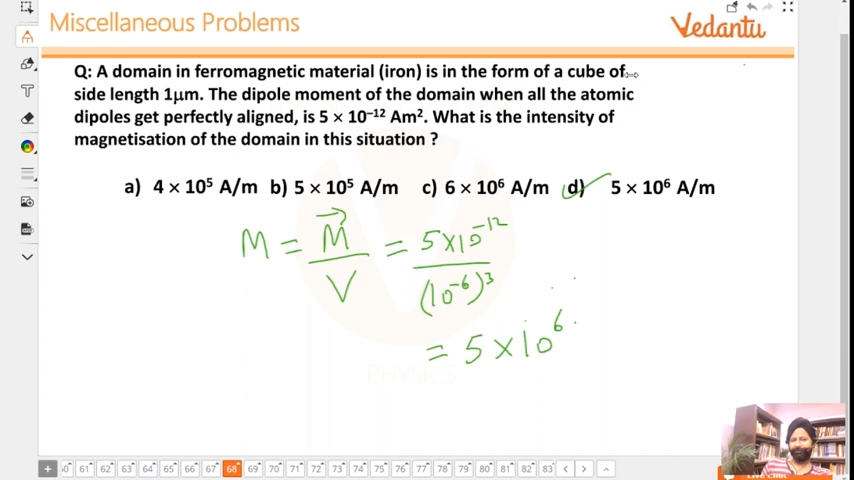 Miscellaneous Problems
Vedantu
Q: A domain in ferromagnetic material (iron) is in the form of a cube of
side length 1μm. The dipole moment of the domain when all the atomic
dipoles get perfectly aligned, is 5 × 10⁻¹² Am². What is the intensity of
magnetisation of the domain in this situation ?
a) 4 × 10⁵ A/m b) 5 × 10⁵ A/m c) 6 × 10⁶ A/m d) 5 × 10⁶ A/m
M = M⃗ / V = 5×10⁻¹² / (10⁻⁶)³
= 5×10⁶
PHYSICS
61 62 63 64 65 66 67 68 69 70 71 72 73 74 75 76 77 78 79 80 81 82 83